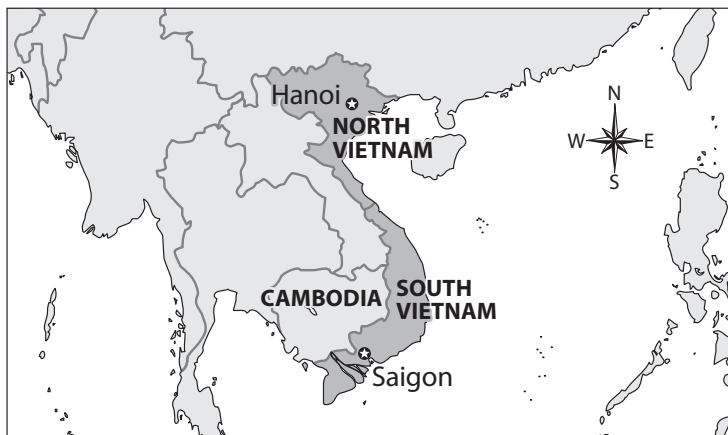 Hanoi
NORTH
VIETNAM
N
W
E
S
CAMBODIA
SOUTH
VIETNAM
Saigon